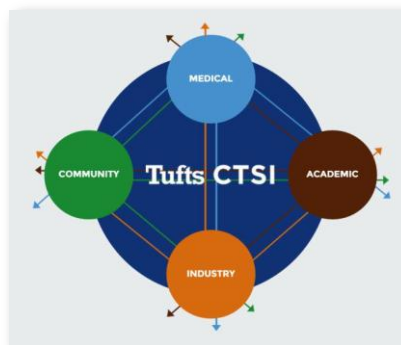 MEDICAL
COMMUNITY
Tufts CTSI
ACADEMIC
INDUSTRY